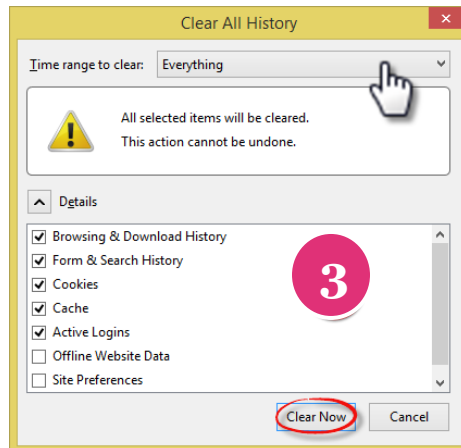 Clear All History
Time range to clear: Everything
All selected items will be cleared.
This action cannot be undone.
Details
Browsing & Download History
Form & Search History
Cookies
3
Cache
Active Logins
Offline Website Data
Site Preferences
Clear Now Cancel